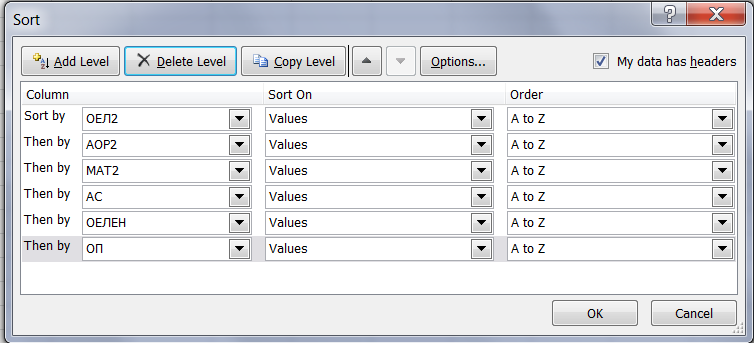 Sort
Add Level Delete Level Copy Level Options... My data has headers
Column Sort On Order
Sort by ОЕЛ2 Values A to Z
Then by АОР2 Values A to Z
Then by МАТ2 Values A to Z
Then by АС Values A to Z
Then by ОЕЛЕН Values A to Z
Then by ОП Values A to Z
OK Cancel